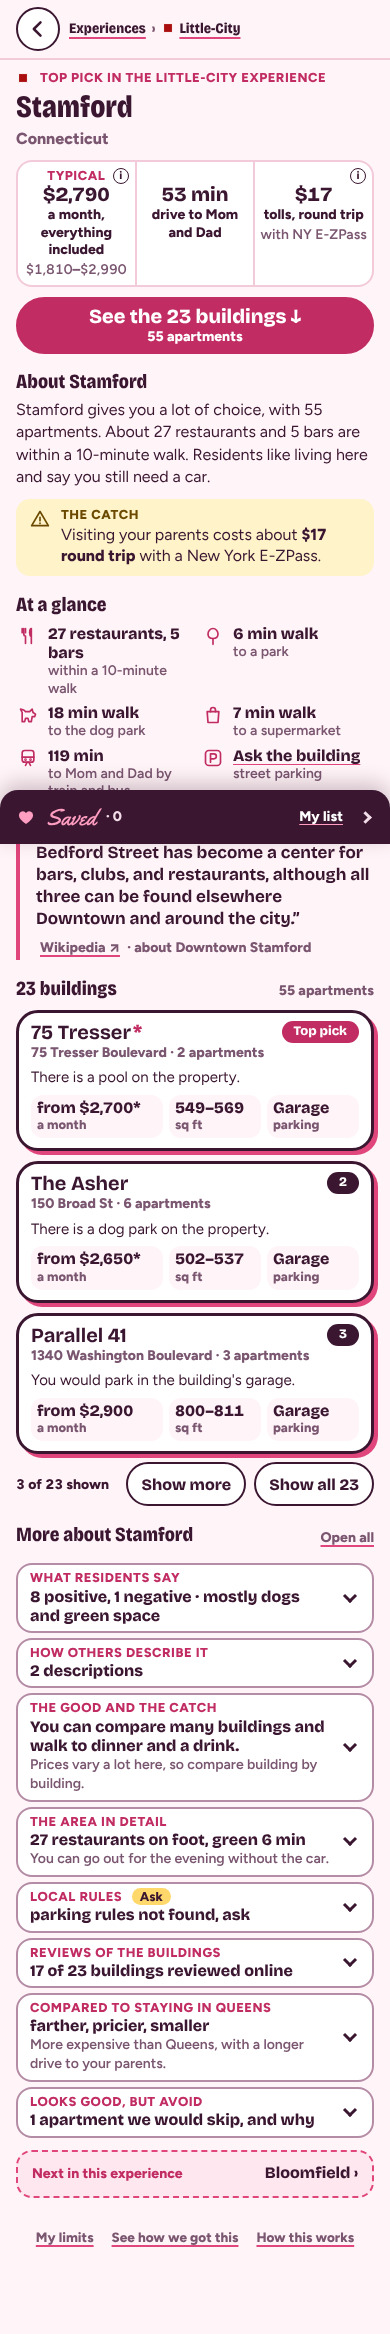 Experiences › Little-City
TOP PICK IN THE LITTLE-CITY EXPERIENCE
Stamford
Connecticut
TYPICAL i
$2,790
a month,
everything
included
$1,810–$2,990
53 min
drive to Mom
and Dad
i
$17
tolls, round trip
with NY E-ZPass
See the 23 buildings ↓
55 apartments
About Stamford
Stamford gives you a lot of choice, with 55
apartments. About 27 restaurants and 5 bars are
within a 10-minute walk. Residents like living here
and say you still need a car.
THE CATCH
Visiting your parents costs about $17
round trip with a New York E-ZPass.
At a glance
27 restaurants, 5
bars
within a 10-minute
walk
6 min walk
to a park
18 min walk
to the dog park
7 min walk
to a supermarket
119 min
to Mom and Dad by
train and bus
Ask the building
street parking
Saved · 0
My list
Bedford Street has become a center for
bars, clubs, and restaurants, although all
three can be found elsewhere
Downtown and around the city.”
Wikipedia ↗ · about Downtown Stamford
23 buildings
55 apartments
75 Tresser*
Top pick
75 Tresser Boulevard · 2 apartments
There is a pool on the property.
from $2,700*
a month
549–569
sq ft
Garage
parking
The Asher
2
150 Broad St · 6 apartments
There is a dog park on the property.
from $2,650*
a month
502–537
sq ft
Garage
parking
Parallel 41
3
1340 Washington Boulevard · 3 apartments
You would park in the building's garage.
from $2,900
a month
800–811
sq ft
Garage
parking
3 of 23 shown
Show more
Show all 23
More about Stamford
Open all
WHAT RESIDENTS SAY
8 positive, 1 negative · mostly dogs
and green space
HOW OTHERS DESCRIBE IT
2 descriptions
THE GOOD AND THE CATCH
You can compare many buildings and
walk to dinner and a drink.
Prices vary a lot here, so compare building by
building.
THE AREA IN DETAIL
27 restaurants on foot, green 6 min
You can go out for the evening without the car.
LOCAL RULES Ask
parking rules not found, ask
REVIEWS OF THE BUILDINGS
17 of 23 buildings reviewed online
COMPARED TO STAYING IN QUEENS
farther, pricier, smaller
More expensive than Queens, with a longer
drive to your parents.
LOOKS GOOD, BUT AVOID
1 apartment we would skip, and why
Next in this experience
Bloomfield ›
My limits
See how we got this
How this works